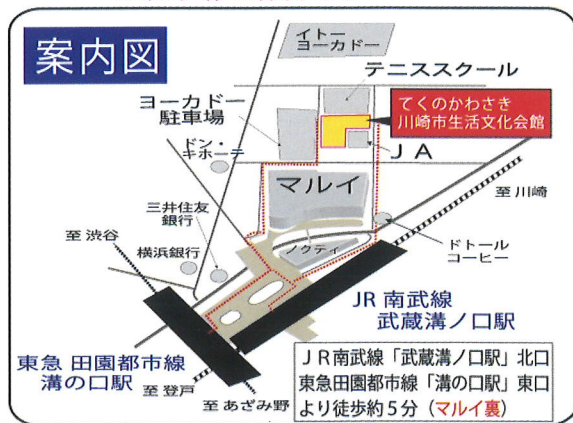 案内図
イトー
ヨーカドー
テニススクール
ヨーカドー
駐車場
てくのかわさき
川崎市生活文化会館
ドン・
キホーテ
JA
マルイ
至 川崎
三井住友
銀行
至 渋谷
横浜銀行
ノクティ
ドトール
コーヒー
JR 南武線
武蔵溝ノ口駅
東急 田園都市線
溝の口駅
至 登戸
至 あざみ野
JR南武線「武蔵溝ノ口駅」北口
東急田園都市線「溝の口駅」東口
より徒歩約5分（マルイ裏）